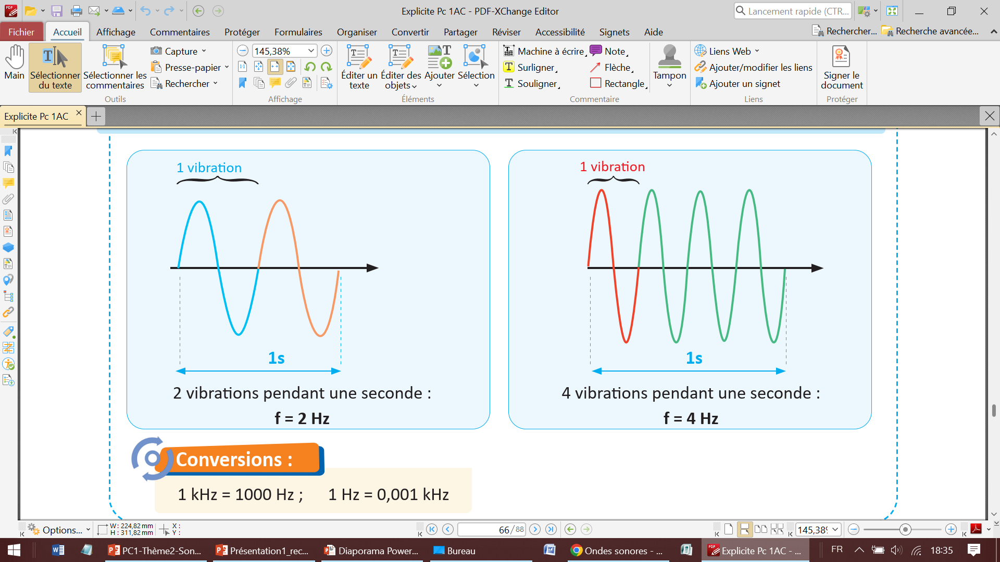 Explicite Pc 1AC - PDF-XChange Editor
Lancement rapide (CTR...
Fichier Accueil Affichage Commentaires Protéger Formulaires Organiser Convertir Partager Réviser Accessibilité Signets Aide
Rechercher... Recherche avancée...
Main
Sélectionner du texte
Sélectionner les commentaires
Capture
Presse-papier
Rechercher
Outils
145,38%
Affichage
Éditer un texte
Éditer des objets
Ajouter
Sélection
Éléments
Machine à écrire
Surligner
Souligner
Note
Flèche
Rectangle
Tampon
Commentaire
Liens Web
Ajouter/modifier les liens
Ajouter un signet
Liens
Signer le document
Protéger
Explicite Pc 1AC
1 vibration
1s
2 vibrations pendant une seconde :
f = 2 Hz
1 vibration
1s
4 vibrations pendant une seconde :
f = 4 Hz
Conversions :
1 kHz = 1000 Hz ; 1 Hz = 0,001 kHz
Options...
W : 224,82 mm
H : 311,82 mm
X :
Y :
66 / 88
145,38%
PC1-Thème2-Son...
Présentation1_rec...
Diaporama Power...
Bureau
Ondes sonores - ...
Explicite Pc 1AC - ...
FR
18:35